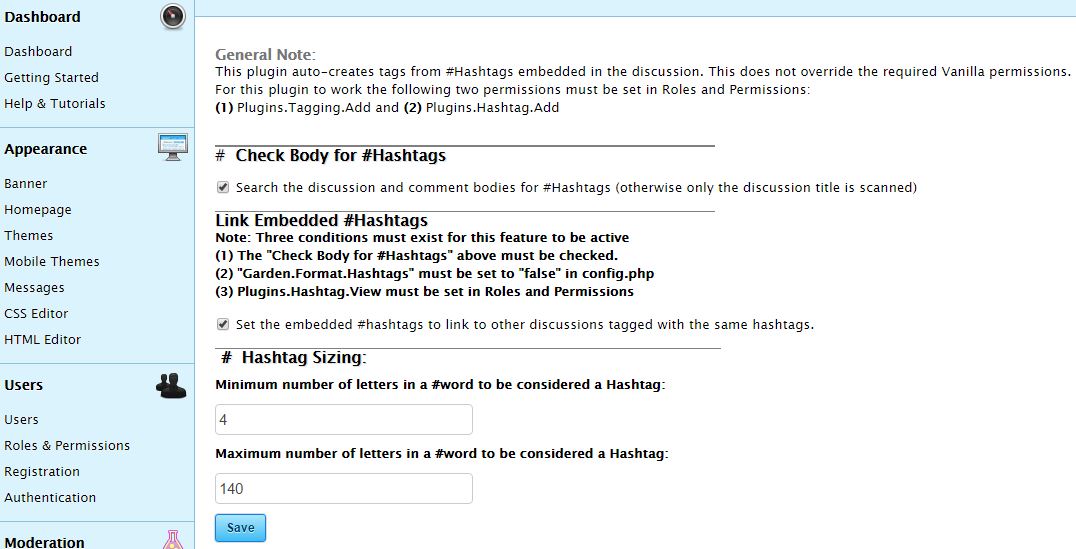 Dashboard
Dashboard
Getting Started
Help & Tutorials
Appearance
Banner
Homepage
Themes
Mobile Themes
Messages
CSS Editor
HTML Editor
Users
Users
Roles & Permissions
Registration
Authentication
Moderation
General Note:
This plugin auto-creates tags from #Hashtags embedded in the discussion. This does not override the required Vanilla permissions.
For this plugin to work the following two permissions must be set in Roles and Permissions:
(1) Plugins.Tagging.Add and (2) Plugins.Hashtag.Add
# Check Body for #Hashtags
Search the discussion and comment bodies for #Hashtags (otherwise only the discussion title is scanned)
Link Embedded #Hashtags
Note: Three conditions must exist for this feature to be active
(1) The "Check Body for #Hashtags" above must be checked.
(2) "Garden.Format.Hashtags" must be set to "false" in config.php
(3) Plugins.Hashtag.View must be set in Roles and Permissions
Set the embedded #hashtags to link to other discussions tagged with the same hashtags.
# Hashtag Sizing:
Minimum number of letters in a #word to be considered a Hashtag:
4
Maximum number of letters in a #word to be considered a Hashtag:
140
Save